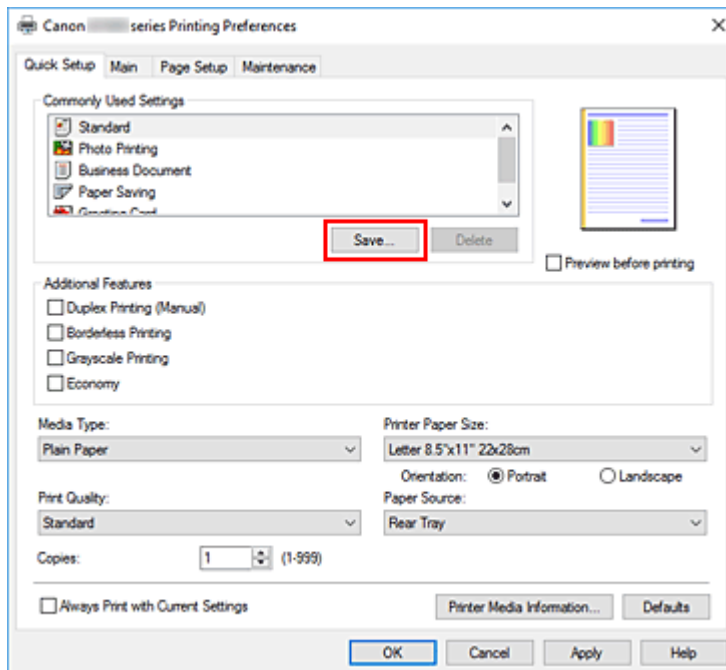 Canon series Printing Preferences
Quick Setup Main Page Setup Maintenance
Commonly Used Settings
Standard
Photo Printing
Business Document
Paper Saving
Greeting Card
Save... Delete
Preview before printing
Additional Features
Duplex Printing (Manual)
Borderless Printing
Grayscale Printing
Economy
Media Type: Printer Paper Size:
Plain Paper Letter 8.5"x11" 22x28cm
Orientation: Portrait Landscape
Print Quality: Paper Source:
Standard Rear Tray
Copies: 1 (1-999)
Always Print with Current Settings Printer Media Information... Defaults
OK Cancel Apply Help